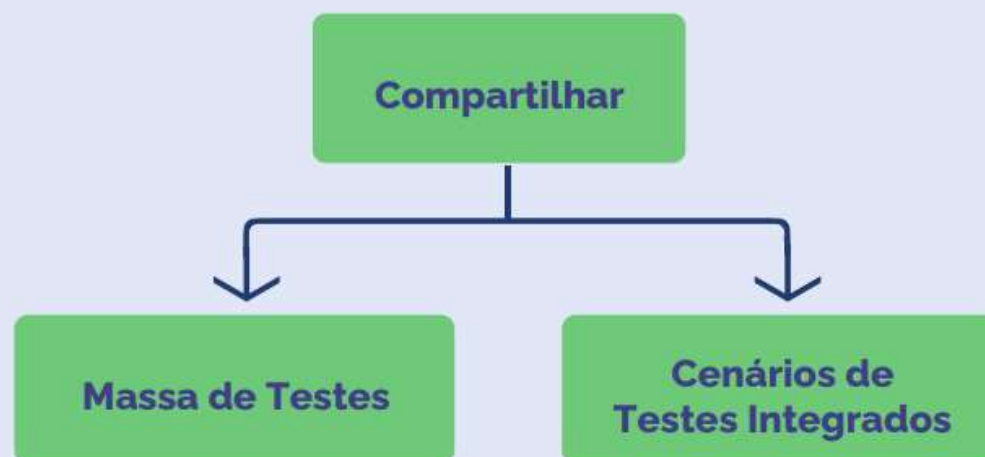 Compartilhar
Massa de Testes
Cenários de
Testes Integrados